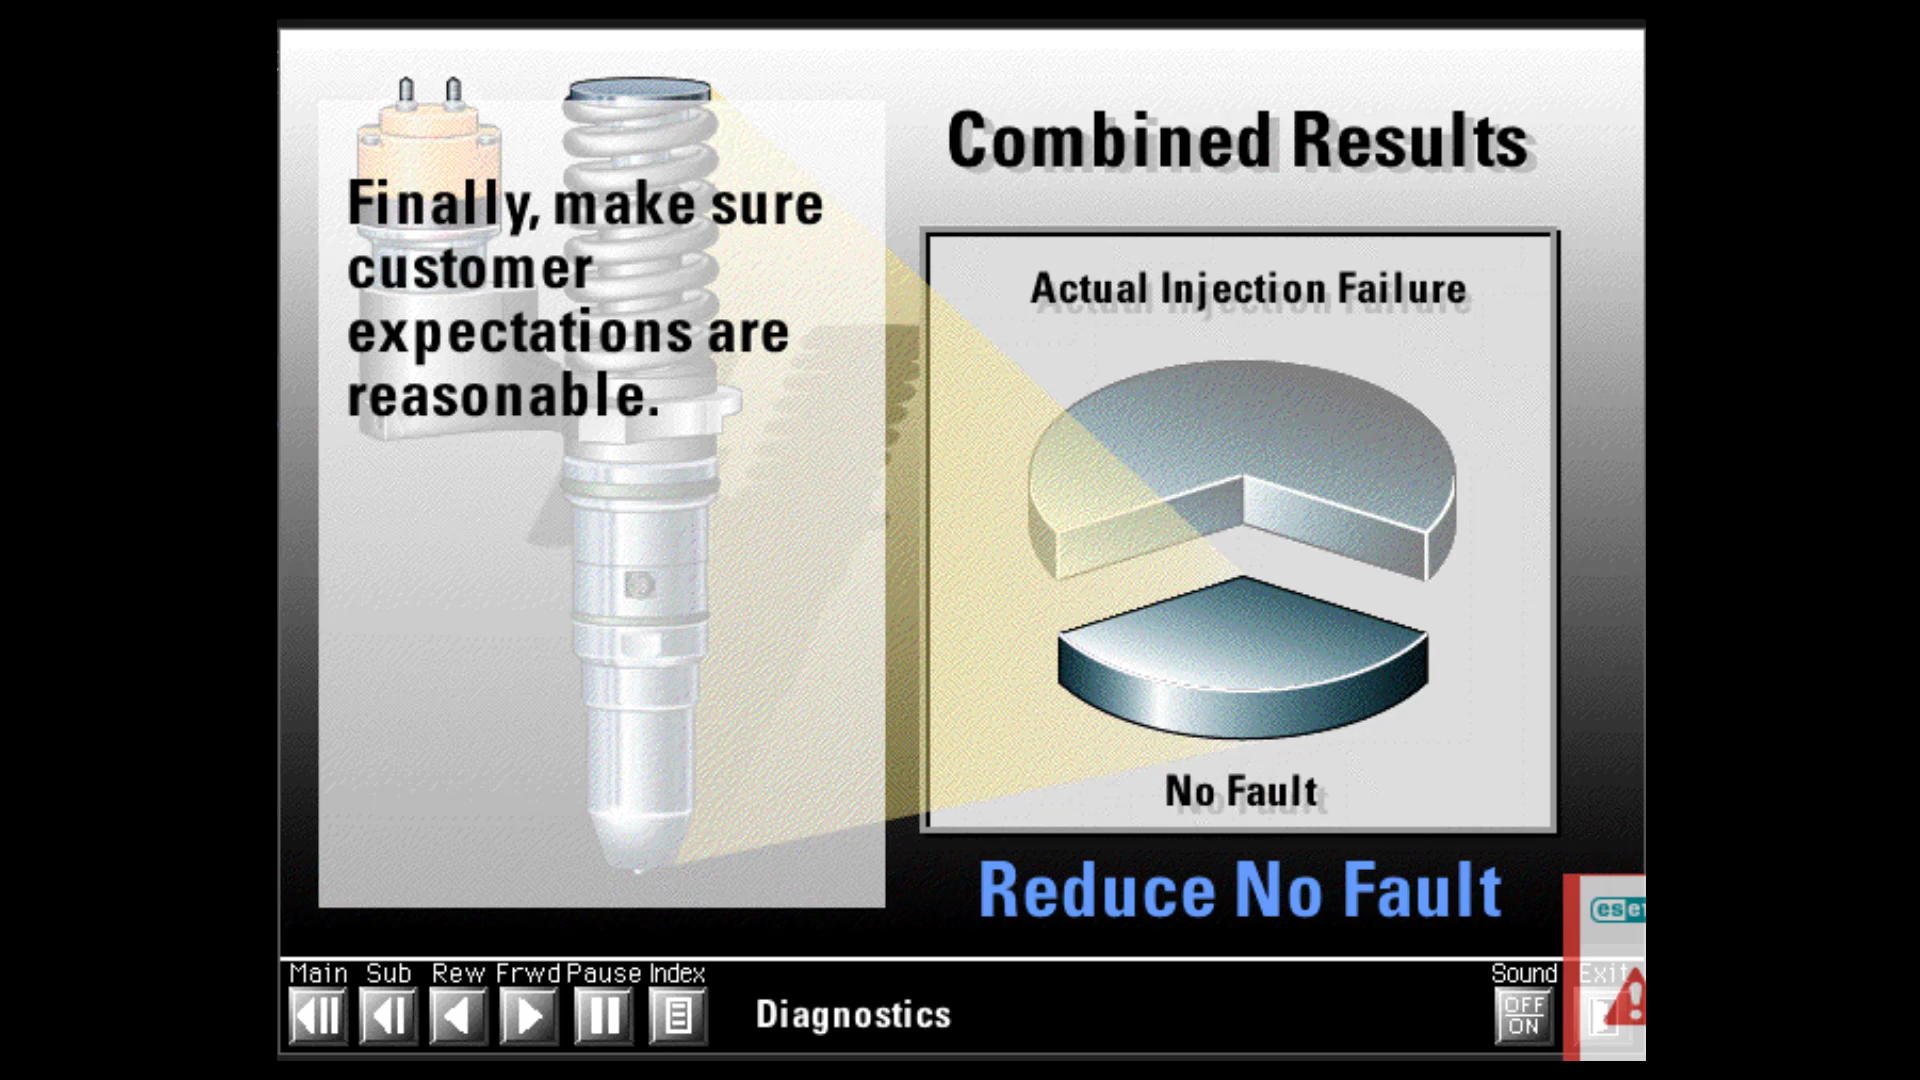 Combined Results
Finally, make sure
customer
expectations are
reasonable.
Actual Injection Failure
No Fault
Reduce No Fault
Main Sub Rew Frwd Pause Index
Diagnostics
Sound Exit
OFF
ON